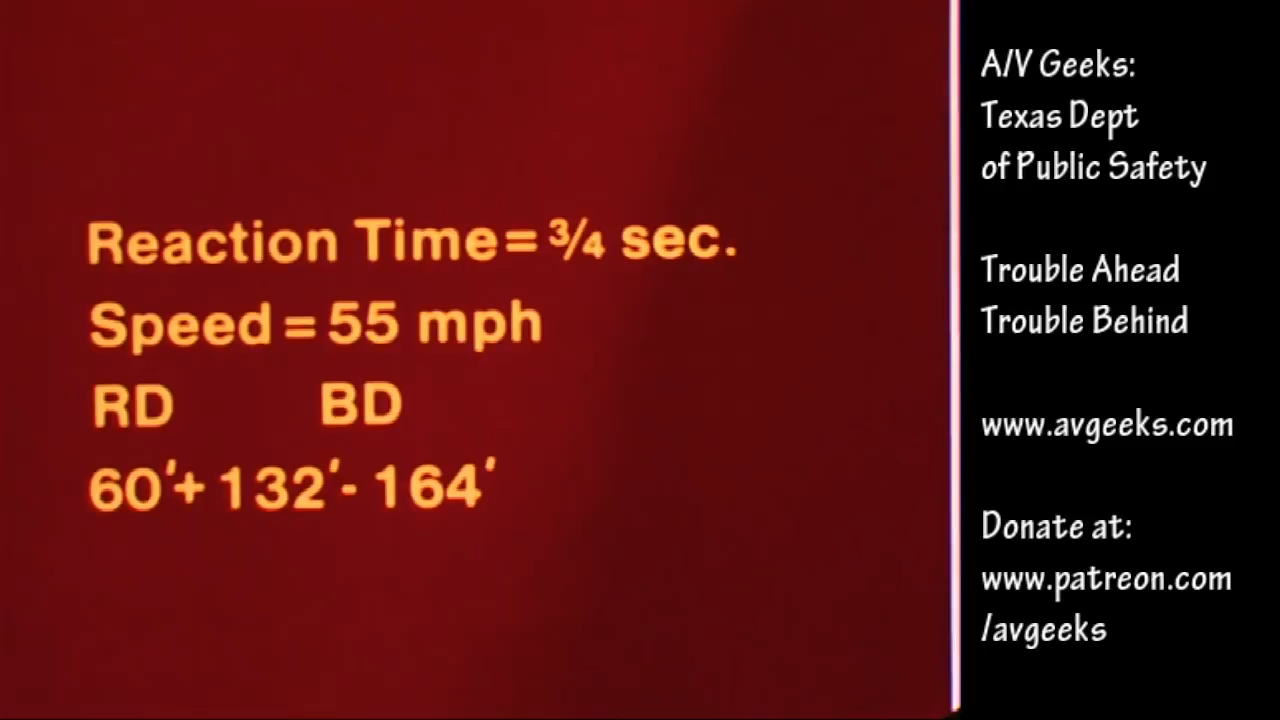 Reaction Time = ¾ sec.
Speed = 55 mph
RD BD
60′+ 132′- 164′
A/V Geeks:
Texas Dept
of Public Safety
Trouble Ahead
Trouble Behind
www.avgeeks.com
Donate at:
www.patreon.com
/avgeeks